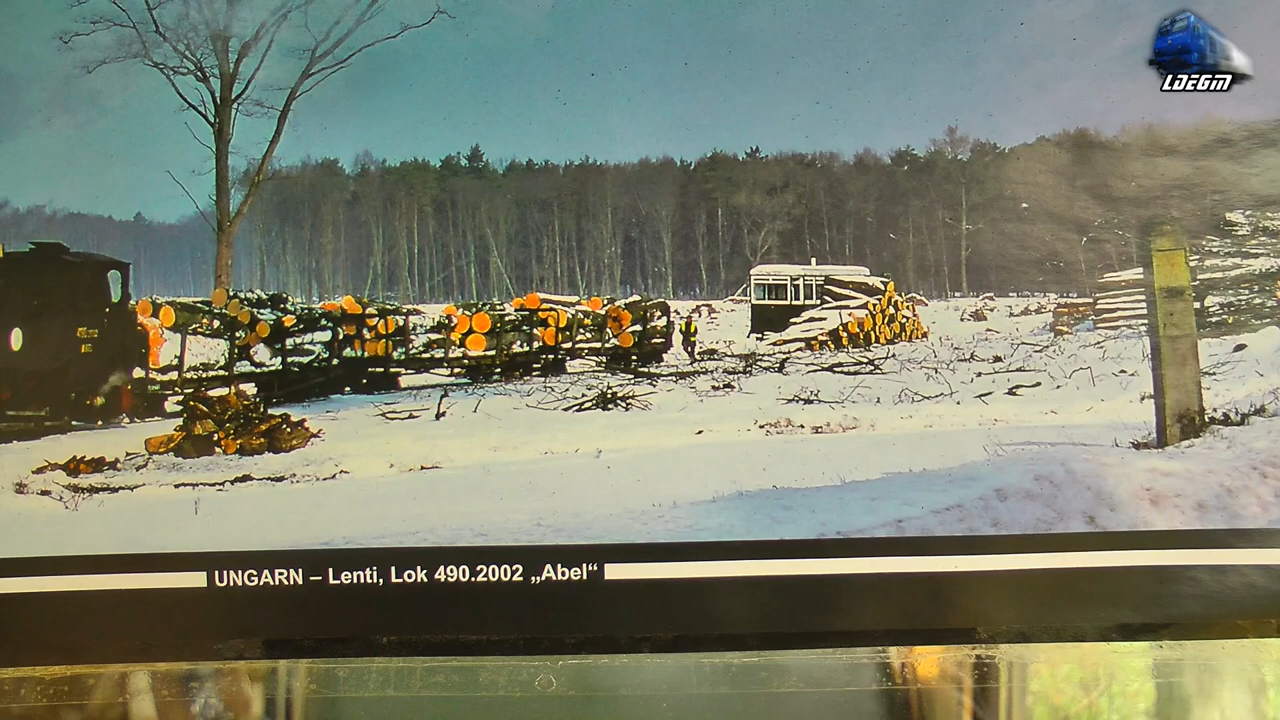 LDEGM
UNGARN – Lenti, Lok 490.2002 „Abel“